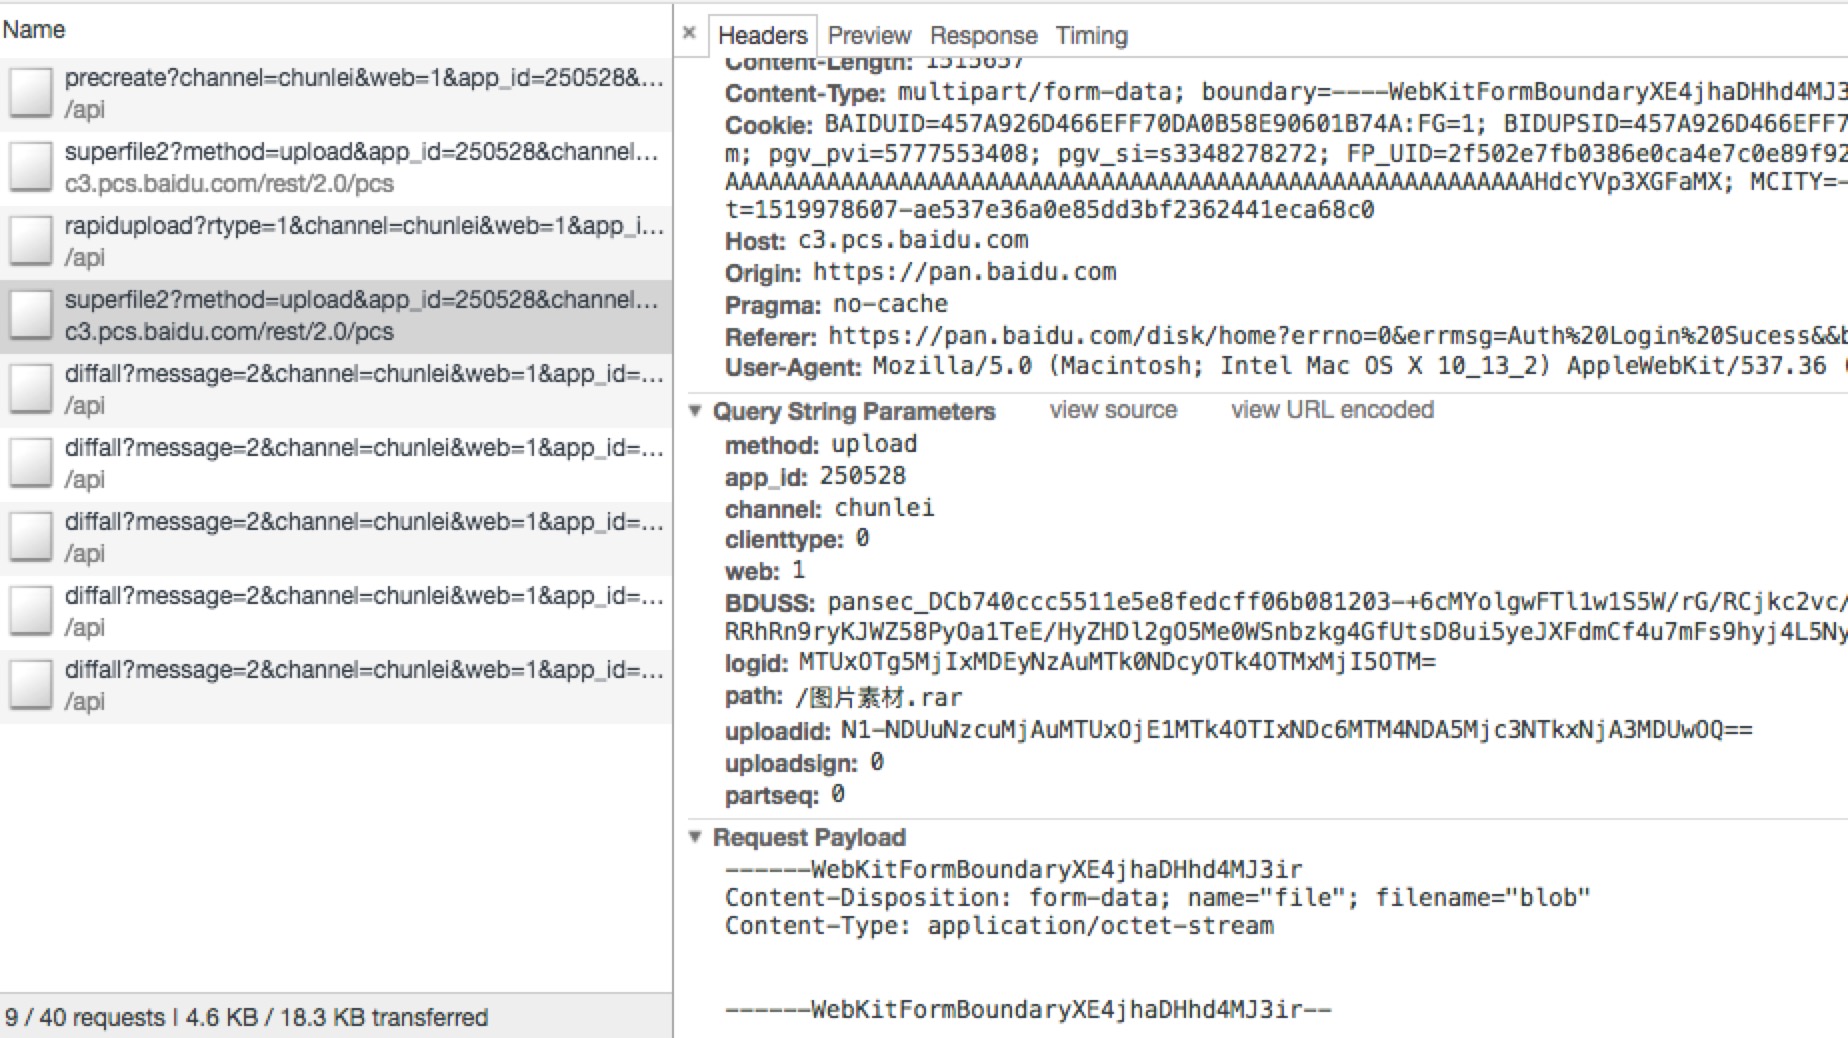 Name
precreate?channel=chunlei&web=1&app_id=250528&...
/api
superfile2?method=upload&app_id=250528&channel...
c3.pcs.baidu.com/rest/2.0/pcs
rapidupload?rtype=1&channel=chunlei&web=1&app_i...
/api
superfile2?method=upload&app_id=250528&channel...
c3.pcs.baidu.com/rest/2.0/pcs
diffall?message=2&channel=chunlei&web=1&app_id=...
/api
diffall?message=2&channel=chunlei&web=1&app_id=...
/api
diffall?message=2&channel=chunlei&web=1&app_id=...
/api
diffall?message=2&channel=chunlei&web=1&app_id=...
/api
diffall?message=2&channel=chunlei&web=1&app_id=...
/api
9 / 40 requests | 4.6 KB / 18.3 KB transferred
× Headers Preview Response Timing
Content-Length: 1515657
Content-Type: multipart/form-data; boundary=----WebKitFormBoundaryXE4jhaDHhd4MJ3
Cookie: BAIDUID=457A926D466EFF70DA0B58E90601B74A:FG=1; BIDUPSID=457A926D466EFF7
m; pgv_pvi=5777553408; pgv_si=s3348278272; FP_UID=2f502e7fb0386e0ca4e7c0e89f92
AAAAAAAAAAAAAAAAAAAAAAAAAAAAAAAAAAAAAAAAAAAAAAAAAAAAAAAAHdcYVp3XGFaMX; MCITY=-
t=1519978607-ae537e36a0e85dd3bf2362441eca68c0
Host: c3.pcs.baidu.com
Origin: https://pan.baidu.com
Pragma: no-cache
Referer: https://pan.baidu.com/disk/home?errno=0&errmsg=Auth%20Login%20Sucess&&b
User-Agent: Mozilla/5.0 (Macintosh; Intel Mac OS X 10_13_2) AppleWebKit/537.36 (
▼ Query String Parameters view source view URL encoded
method: upload
app_id: 250528
channel: chunlei
clienttype: 0
web: 1
BDUSS: pansec_DCb740ccc5511e5e8fedcff06b081203-+6cMYolgwFTl1w1S5W/rG/RCjkc2vc/
RRhRn9ryKJWZ58PyOa1TeE/HyZHDl2gO5Me0WSnbzkg4GfUtsD8ui5yeJXFdmCf4u7mFs9hyj4L5Ny
logid: MTUxOTg5MjIxMDEyNzAuMTk0NDcyOTk4OTMxMjI5OTM=
path: /图片素材.rar
uploadid: N1-NDUuNzcuMjAuMTUxOjE1MTk4OTIxNDc6MTM4NDA5Mjc3NTkxNjA3MDUwOQ==
uploadsign: 0
partseq: 0
▼ Request Payload
------WebKitFormBoundaryXE4jhaDHhd4MJ3ir
Content-Disposition: form-data; name="file"; filename="blob"
Content-Type: application/octet-stream
------WebKitFormBoundaryXE4jhaDHhd4MJ3ir--